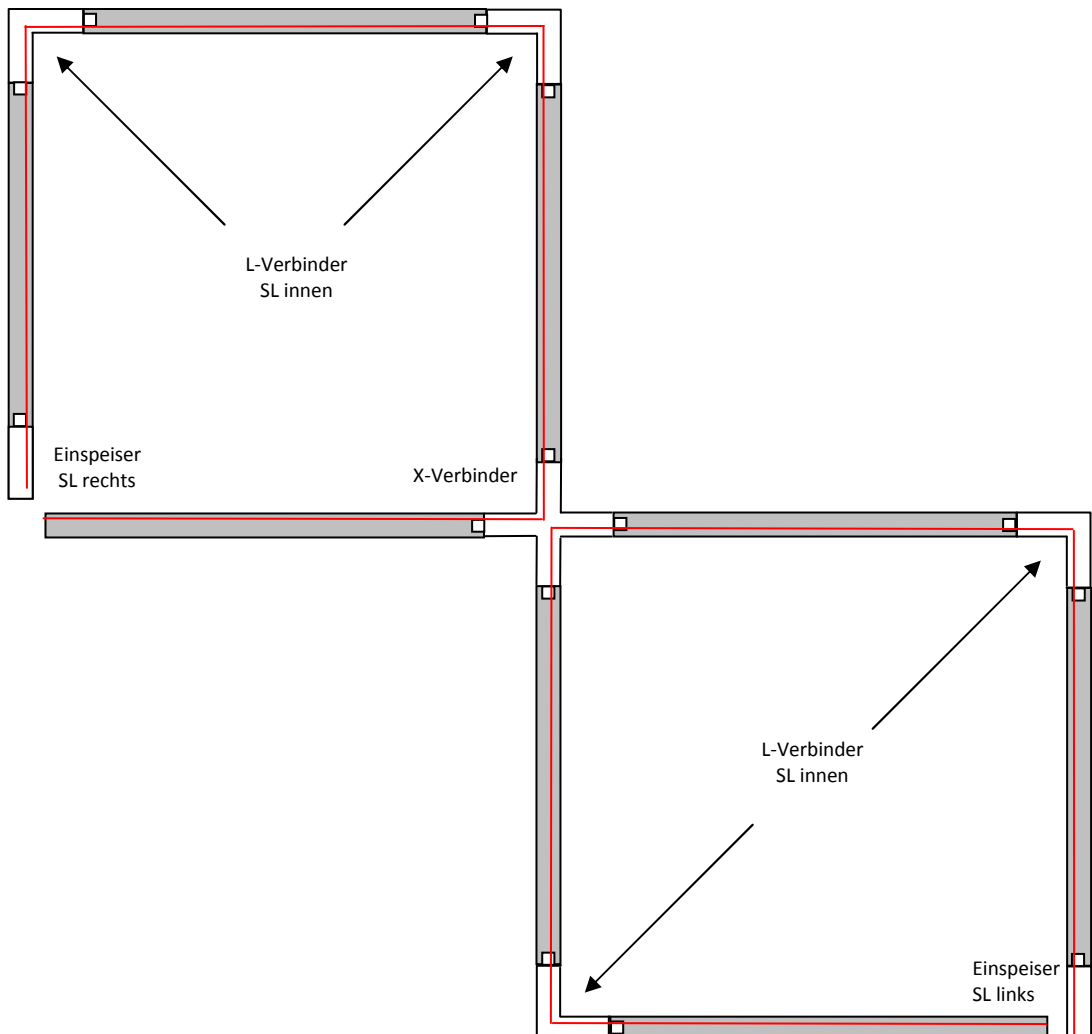 L-Verbinder
SL innen
Einspeiser
SL rechts
X-Verbinder
L-Verbinder
SL innen
Einspeiser
SL links